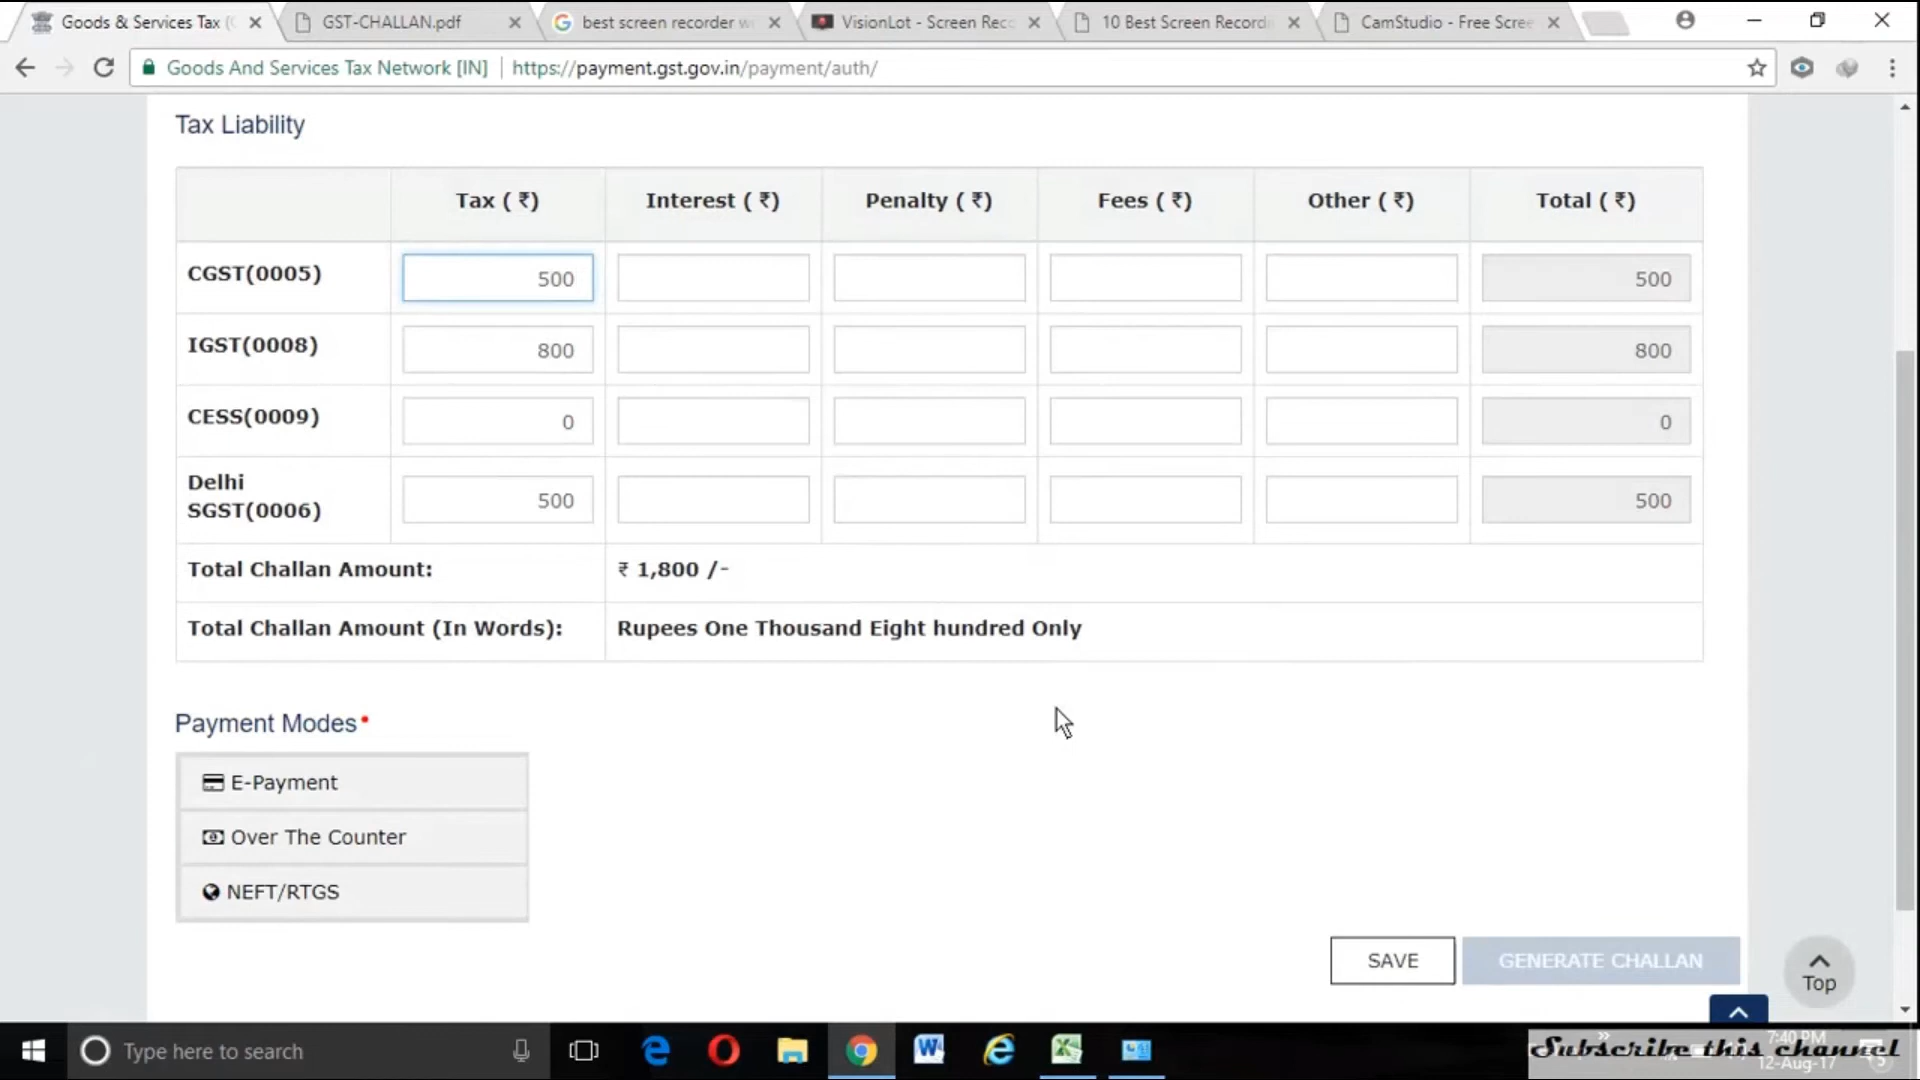 Goods & Services Tax (
GST-CHALLAN.pdf
best screen recorder w
VisionLot - Screen Rec
10 Best Screen Record
CamStudio - Free Scree
Goods And Services Tax Network [IN]
https://payment.gst.gov.in/payment/auth/
Tax Liability
Tax ( ₹) Interest ( ₹) Penalty ( ₹) Fees ( ₹) Other ( ₹) Total ( ₹)
CGST(0005) 500 500
IGST(0008) 800 800
CESS(0009) 0 0
Delhi
SGST(0006) 500 500
Total Challan Amount: ₹ 1,800 /-
Total Challan Amount (In Words): Rupees One Thousand Eight hundred Only
Payment Modes•
E-Payment
Over The Counter
NEFT/RTGS
SAVE
GENERATE CHALLAN
Top
Type here to search
7:40 PM
Subscribe this channel
12-Aug-17